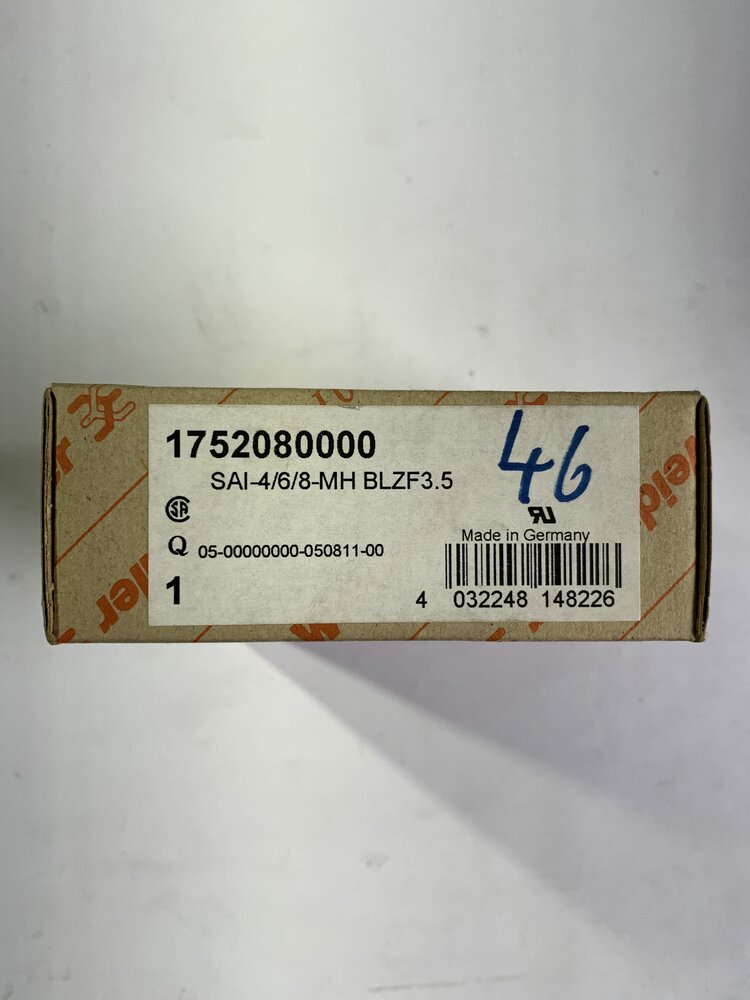 1752080000
46
SAI-4/6/8-MH BLZF3.5
Made in Germany
Q 05-00000000-050811-00
1
4 032248 148226